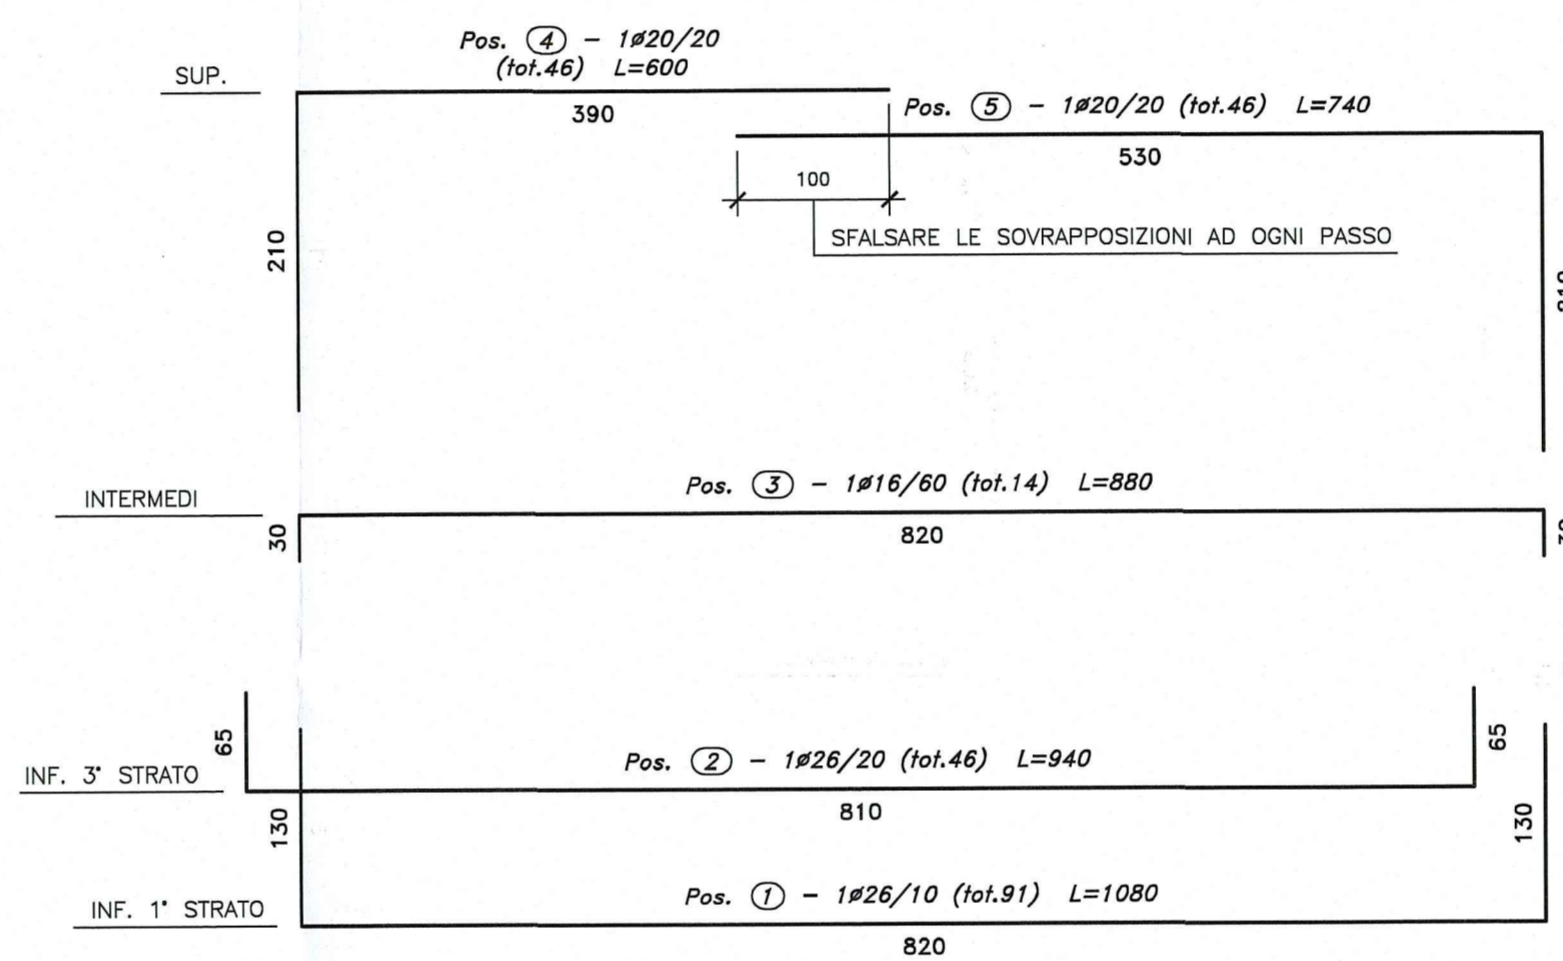 Pos. 4 - 1ø20/20
(tot.46) L=600
SUP.
390
Pos. 5 - 1ø20/20 (tot.46) L=740
530
100
SFALSARE LE SOVRAPPOSIZIONI AD OGNI PASSO
210
Pos. 3 - 1ø16/60 (tot.14) L=880
INTERMEDI
30
820
65
Pos. 2 - 1ø26/20 (tot.46) L=940
65
INF. 3° STRATO
810
130
130
Pos. 1 - 1ø26/10 (tot.91) L=1080
INF. 1° STRATO
820